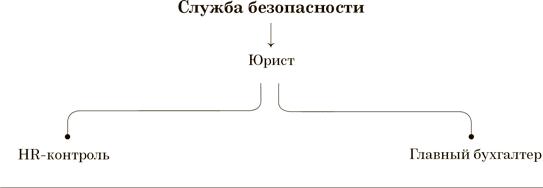 Служба безопасности
Юрист
HR-контроль
Главный бухгалтер